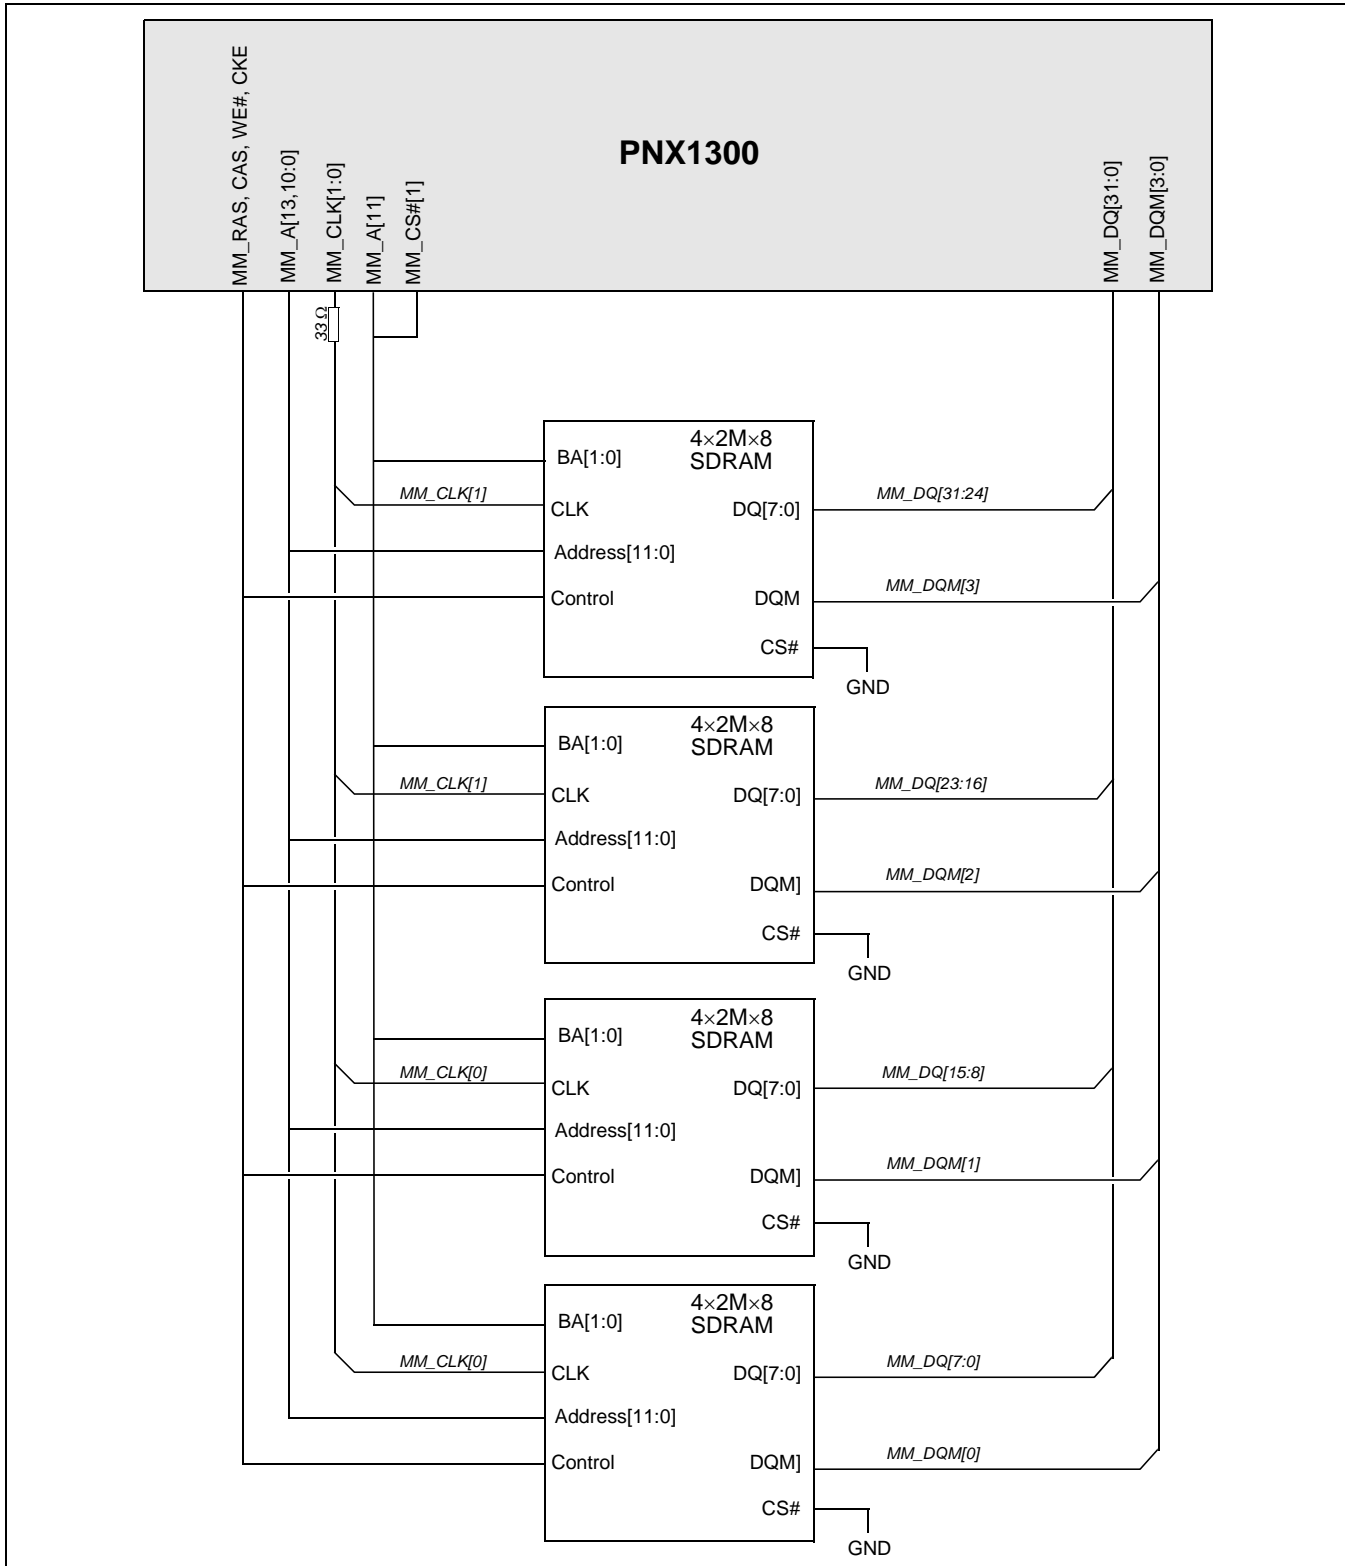 MM_RAS, CAS, WE#, CKE
MM_A[13,10:0]
MM_CLK[1:0]
MM_A[11]
MM_CS#[1]
PNX1300
MM_DQ[31:0]
MM_DQM[3:0]
33 Ω
4×2M×8
SDRAM
BA[1:0]
MM_CLK[1]
CLK
DQ[7:0]
MM_DQ[31:24]
Address[11:0]
Control
DQM
MM_DQM[3]
CS#
GND
4×2M×8
SDRAM
BA[1:0]
MM_CLK[1]
CLK
DQ[7:0]
MM_DQ[23:16]
Address[11:0]
Control
DQM]
MM_DQM[2]
CS#
GND
4×2M×8
SDRAM
BA[1:0]
MM_CLK[0]
CLK
DQ[7:0]
MM_DQ[15:8]
Address[11:0]
Control
DQM]
MM_DQM[1]
CS#
GND
4×2M×8
SDRAM
BA[1:0]
MM_CLK[0]
CLK
DQ[7:0]
MM_DQ[7:0]
Address[11:0]
Control
DQM]
MM_DQM[0]
CS#
GND